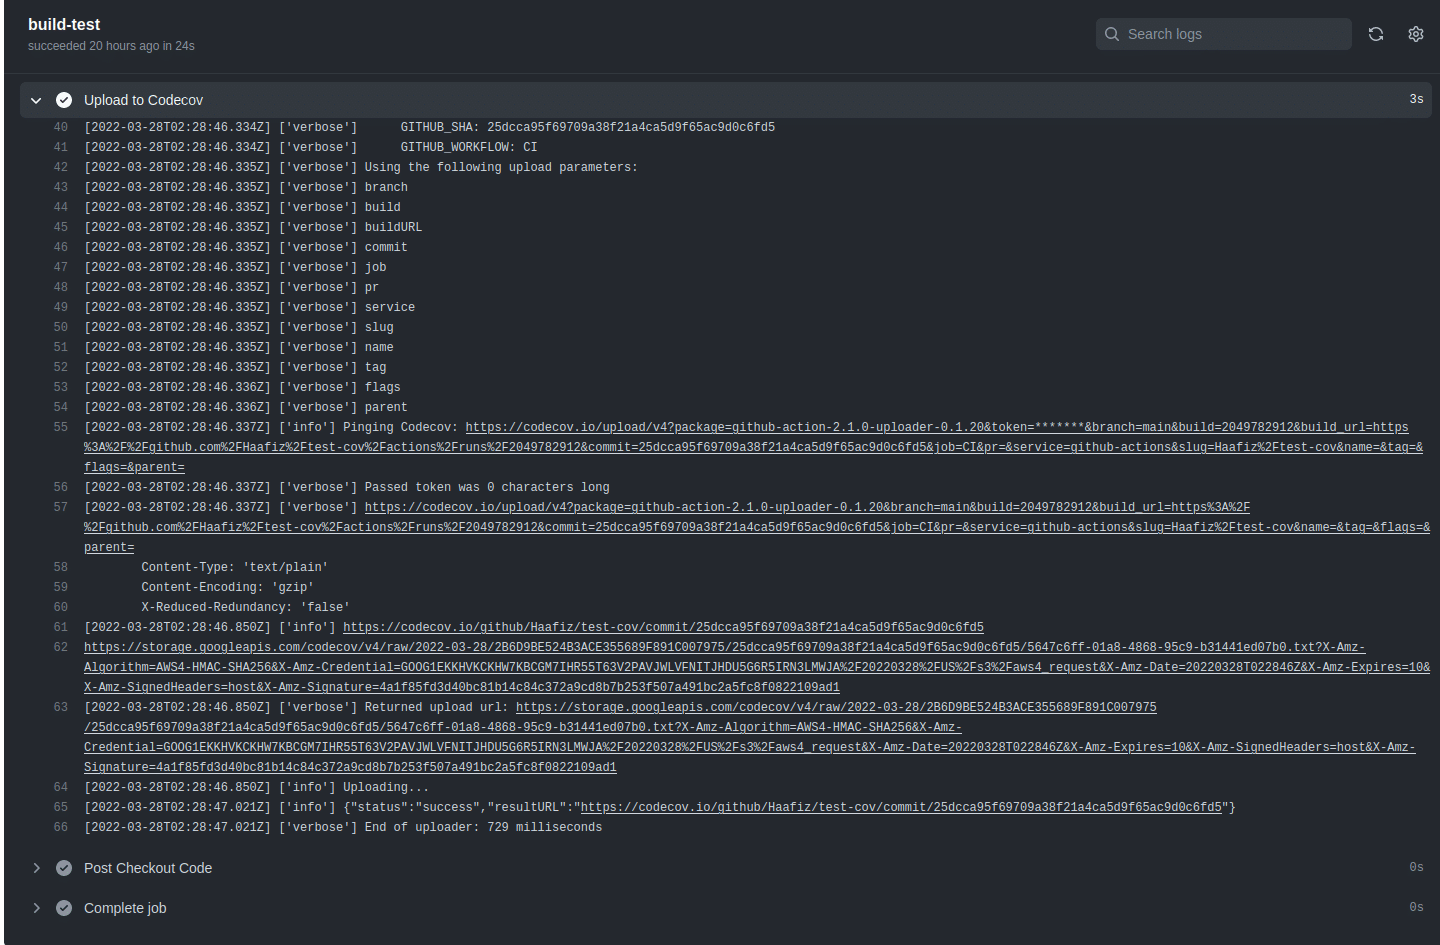 build-test
succeeded 20 hours ago in 24s
Search logs
Upload to Codecov 3s
40 [2022-03-28T02:28:46.334Z] ['verbose']      GITHUB_SHA: 25dcca95f69709a38f21a4ca5d9f65ac9d0c6fd5
41 [2022-03-28T02:28:46.334Z] ['verbose']      GITHUB_WORKFLOW: CI
42 [2022-03-28T02:28:46.335Z] ['verbose'] Using the following upload parameters:
43 [2022-03-28T02:28:46.335Z] ['verbose'] branch
44 [2022-03-28T02:28:46.335Z] ['verbose'] build
45 [2022-03-28T02:28:46.335Z] ['verbose'] buildURL
46 [2022-03-28T02:28:46.335Z] ['verbose'] commit
47 [2022-03-28T02:28:46.335Z] ['verbose'] job
48 [2022-03-28T02:28:46.335Z] ['verbose'] pr
49 [2022-03-28T02:28:46.335Z] ['verbose'] service
50 [2022-03-28T02:28:46.335Z] ['verbose'] slug
51 [2022-03-28T02:28:46.335Z] ['verbose'] name
52 [2022-03-28T02:28:46.335Z] ['verbose'] tag
53 [2022-03-28T02:28:46.336Z] ['verbose'] flags
54 [2022-03-28T02:28:46.336Z] ['verbose'] parent
55 [2022-03-28T02:28:46.337Z] ['info'] Pinging Codecov: https://codecov.io/upload/v4?package=github-action-2.1.0-uploader-0.1.20&token=*******&branch=main&build=2049782912&build_url=https
%3A%2F%2Fgithub.com%2FHaafiz%2Ftest-cov%2Factions%2Fruns%2F2049782912&commit=25dcca95f69709a38f21a4ca5d9f65ac9d0c6fd5&job=CI&pr=&service=github-actions&slug=Haafiz%2Ftest-cov&name=&tag=&
flags=&parent=
56 [2022-03-28T02:28:46.337Z] ['verbose'] Passed token was 0 characters long
57 [2022-03-28T02:28:46.337Z] ['verbose'] https://codecov.io/upload/v4?package=github-action-2.1.0-uploader-0.1.20&branch=main&build=2049782912&build_url=https%3A%2F
%2Fgithub.com%2FHaafiz%2Ftest-cov%2Factions%2Fruns%2F2049782912&commit=25dcca95f69709a38f21a4ca5d9f65ac9d0c6fd5&job=CI&pr=&service=github-actions&slug=Haafiz%2Ftest-cov&name=&tag=&flags=&
parent=
58         Content-Type: 'text/plain'
59         Content-Encoding: 'gzip'
60         X-Reduced-Redundancy: 'false'
61 [2022-03-28T02:28:46.850Z] ['info'] https://codecov.io/github/Haafiz/test-cov/commit/25dcca95f69709a38f21a4ca5d9f65ac9d0c6fd5
62 https://storage.googleapis.com/codecov/v4/raw/2022-03-28/2B6D9BE524B3ACE355689F891C007975/25dcca95f69709a38f21a4ca5d9f65ac9d0c6fd5/5647c6ff-01a8-4868-95c9-b31441ed07b0.txt?X-Amz-
Algorithm=AWS4-HMAC-SHA256&X-Amz-Credential=GOOG1EKKHVKCKHW7KBCGM7IHR55T63V2PAVJWLVFNITJHDU5G6R5IRN3LMWJA%2F20220328%2FUS%2Fs3%2Faws4_request&X-Amz-Date=20220328T022846Z&X-Amz-Expires=10&
X-Amz-SignedHeaders=host&X-Amz-Signature=4a1f85fd3d40bc81b14c84c372a9cd8b7b253f507a491bc2a5fc8f0822109ad1
63 [2022-03-28T02:28:46.850Z] ['verbose'] Returned upload url: https://storage.googleapis.com/codecov/v4/raw/2022-03-28/2B6D9BE524B3ACE355689F891C007975
/25dcca95f69709a38f21a4ca5d9f65ac9d0c6fd5/5647c6ff-01a8-4868-95c9-b31441ed07b0.txt?X-Amz-Algorithm=AWS4-HMAC-SHA256&X-Amz-
Credential=GOOG1EKKHVKCKHW7KBCGM7IHR55T63V2PAVJWLVFNITJHDU5G6R5IRN3LMWJA%2F20220328%2FUS%2Fs3%2Faws4_request&X-Amz-Date=20220328T022846Z&X-Amz-Expires=10&X-Amz-SignedHeaders=host&X-Amz-
Signature=4a1f85fd3d40bc81b14c84c372a9cd8b7b253f507a491bc2a5fc8f0822109ad1
64 [2022-03-28T02:28:46.850Z] ['info'] Uploading...
65 [2022-03-28T02:28:47.021Z] ['info'] {"status":"success","resultURL":"https://codecov.io/github/Haafiz/test-cov/commit/25dcca95f69709a38f21a4ca5d9f65ac9d0c6fd5"}
66 [2022-03-28T02:28:47.021Z] ['verbose'] End of uploader: 729 milliseconds
Post Checkout Code 0s
Complete job 0s